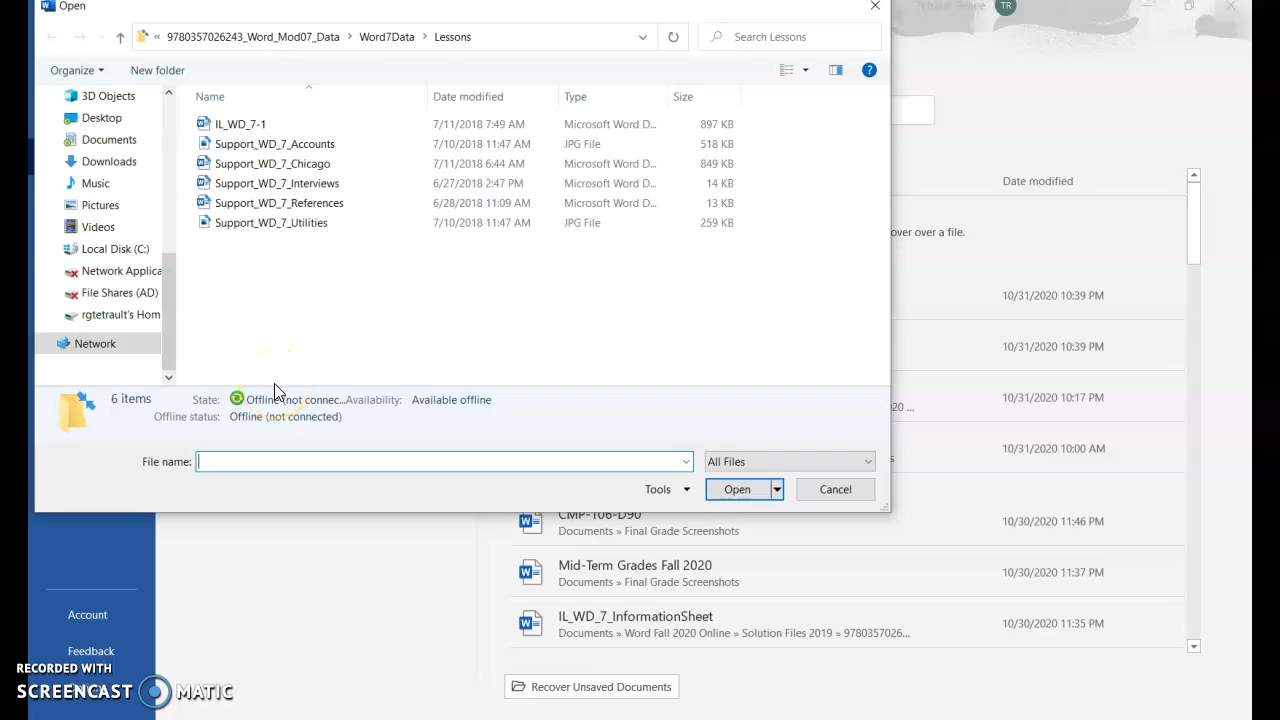 Open
Tetrault Renee TR
« 9780357026243_Word_Mod07_Data › Word7Data › Lessons
Search Lessons
Organize
New folder
3D Objects
Desktop
Documents
Downloads
Music
Pictures
Videos
Local Disk (C:)
Network Applica
File Shares (AD)
rgtetrault's Hom
Network
Name Date modified Type Size
IL_WD_7-1 7/11/2018 7:49 AM Microsoft Word D... 897 KB
Support_WD_7_Accounts 7/10/2018 11:47 AM JPG File 518 KB
Support_WD_7_Chicago 7/11/2018 6:44 AM Microsoft Word D... 849 KB
Support_WD_7_Interviews 6/27/2018 2:47 PM Microsoft Word D... 14 KB
Support_WD_7_References 6/28/2018 11:09 AM Microsoft Word D... 13 KB
Support_WD_7_Utilities 7/10/2018 11:47 AM JPG File 259 KB
6 items
State: Offline (not connec... Availability: Available offline
Offline status: Offline (not connected)
File name:
All Files
Tools Open Cancel
Date modified
over over a file.
10/31/2020 10:39 PM
10/31/2020 10:39 PM
10/31/2020 10:17 PM
20 ...
10/31/2020 10:00 AM
s
CMP-106-D90
Documents » Final Grade Screenshots
10/30/2020 11:46 PM
Mid-Term Grades Fall 2020
Documents » Final Grade Screenshots
10/30/2020 11:37 PM
IL_WD_7_InformationSheet
Documents » Word Fall 2020 Online » Solution Files 2019 » 9780357026...
10/30/2020 11:35 PM
Recover Unsaved Documents
Account
Feedback
RECORDED WITH
SCREENCAST MATIC